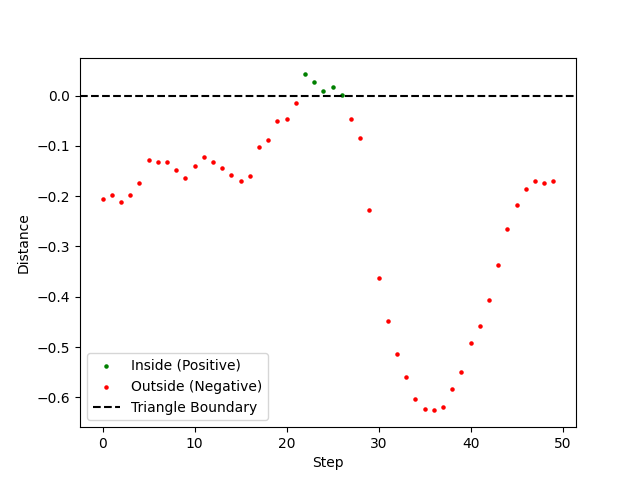 0.0
−0.1
−0.2
−0.3
−0.4
−0.5
−0.6
Distance
Inside (Positive)
Outside (Negative)
Triangle Boundary
0 10 20 30 40 50
Step